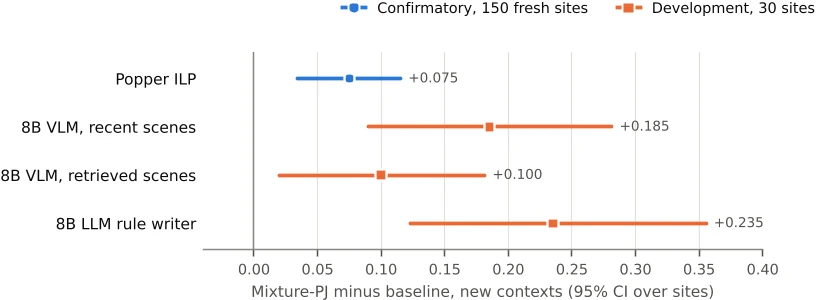 Confirmatory, 150 fresh sites
Development, 30 sites
Popper ILP
+0.075
8B VLM, recent scenes
+0.185
8B VLM, retrieved scenes
+0.100
8B LLM rule writer
+0.235
0.00 0.05 0.10 0.15 0.20 0.25 0.30 0.35 0.40
Mixture-PJ minus baseline, new contexts (95% CI over sites)